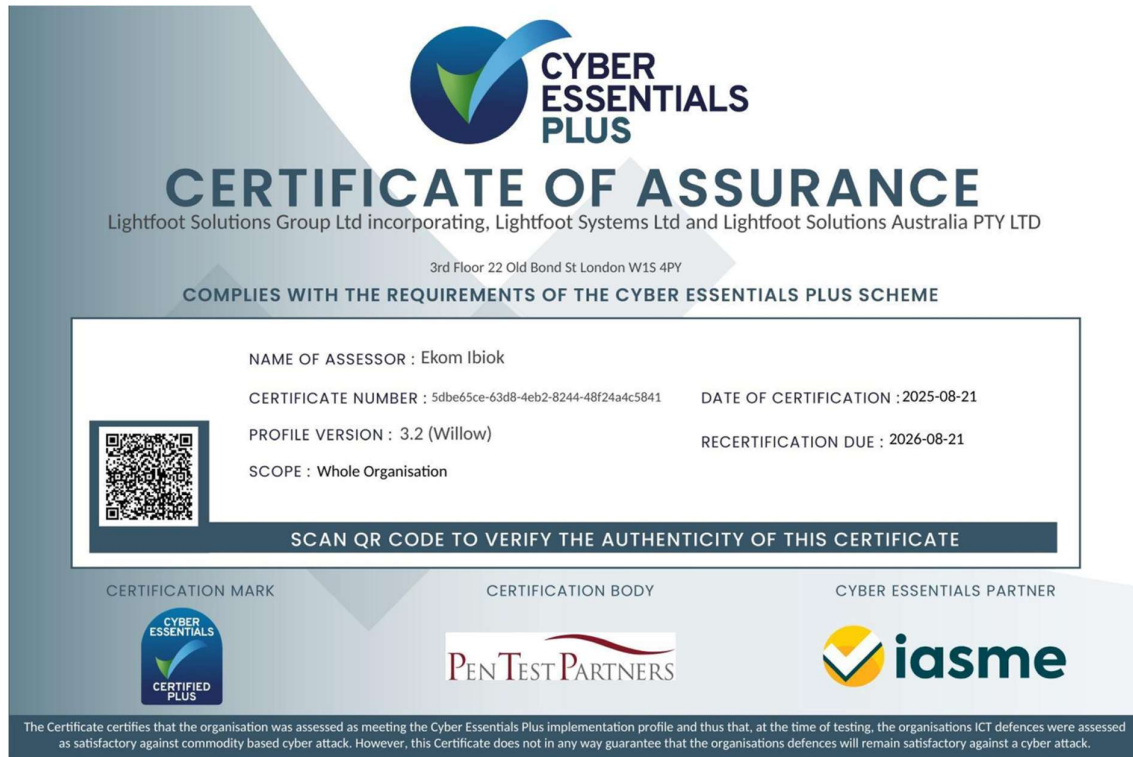 CYBER
ESSENTIALS
PLUS
CERTIFICATE OF ASSURANCE
Lightfoot Solutions Group Ltd incorporating, Lightfoot Systems Ltd and Lightfoot Solutions Australia PTY LTD
3rd Floor 22 Old Bond St London W1S 4PY
COMPLIES WITH THE REQUIREMENTS OF THE CYBER ESSENTIALS PLUS SCHEME
NAME OF ASSESSOR : Ekom Ibiok
CERTIFICATE NUMBER : 5dbe65ce-63d8-4eb2-8244-48f24a4c5841
DATE OF CERTIFICATION : 2025-08-21
PROFILE VERSION : 3.2 (Willow)
RECERTIFICATION DUE : 2026-08-21
SCOPE : Whole Organisation
SCAN QR CODE TO VERIFY THE AUTHENTICITY OF THIS CERTIFICATE
CERTIFICATION MARK
CERTIFICATION BODY
CYBER ESSENTIALS PARTNER
CYBER
ESSENTIALS
CERTIFIED
PLUS
PENTESTPARTNERS
iasme
The Certificate certifies that the organisation was assessed as meeting the Cyber Essentials Plus implementation profile and thus that, at the time of testing, the organisations ICT defences were assessed
as satisfactory against commodity based cyber attack. However, this Certificate does not in any way guarantee that the organisations defences will remain satisfactory against a cyber attack.